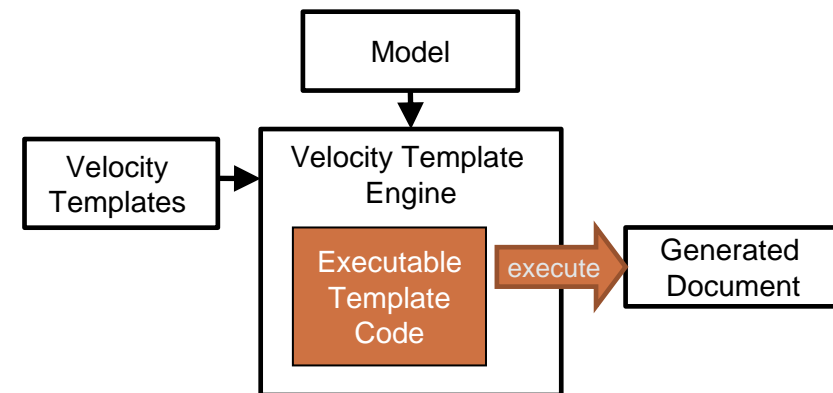 Model
Velocity
Templates
Velocity Template
Engine
Executable
Template
Code
execute
Generated
Document